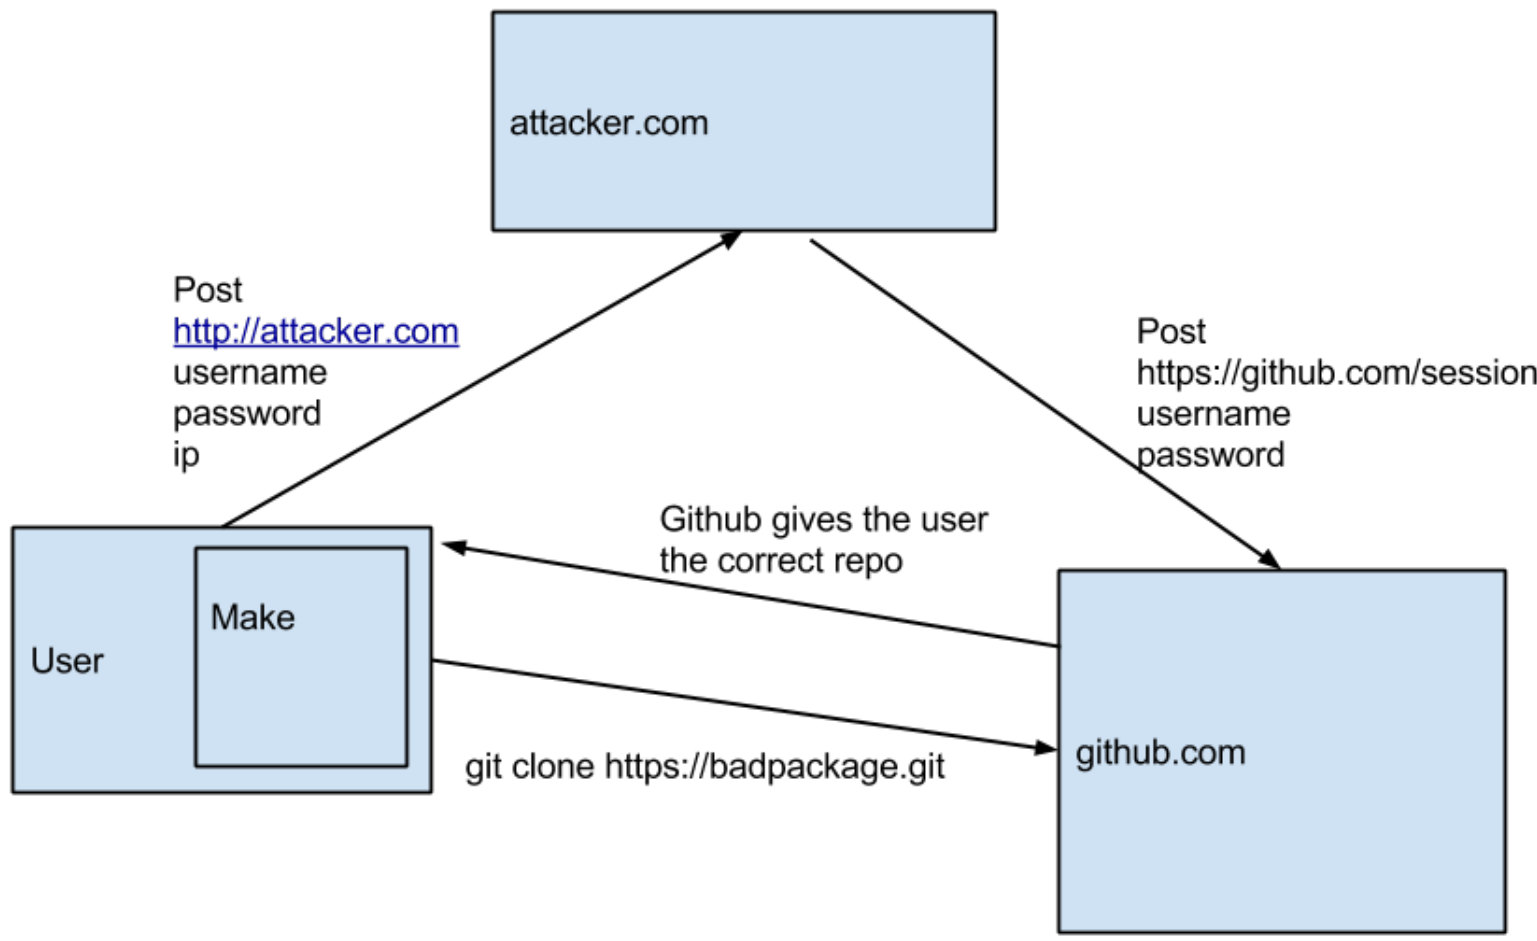 attacker.com
Post
http://attacker.com
username
password
ip
Post
https://github.com/session
username
password
Github gives the user
the correct repo
Make
User
git clone https://badpackage.git
github.com